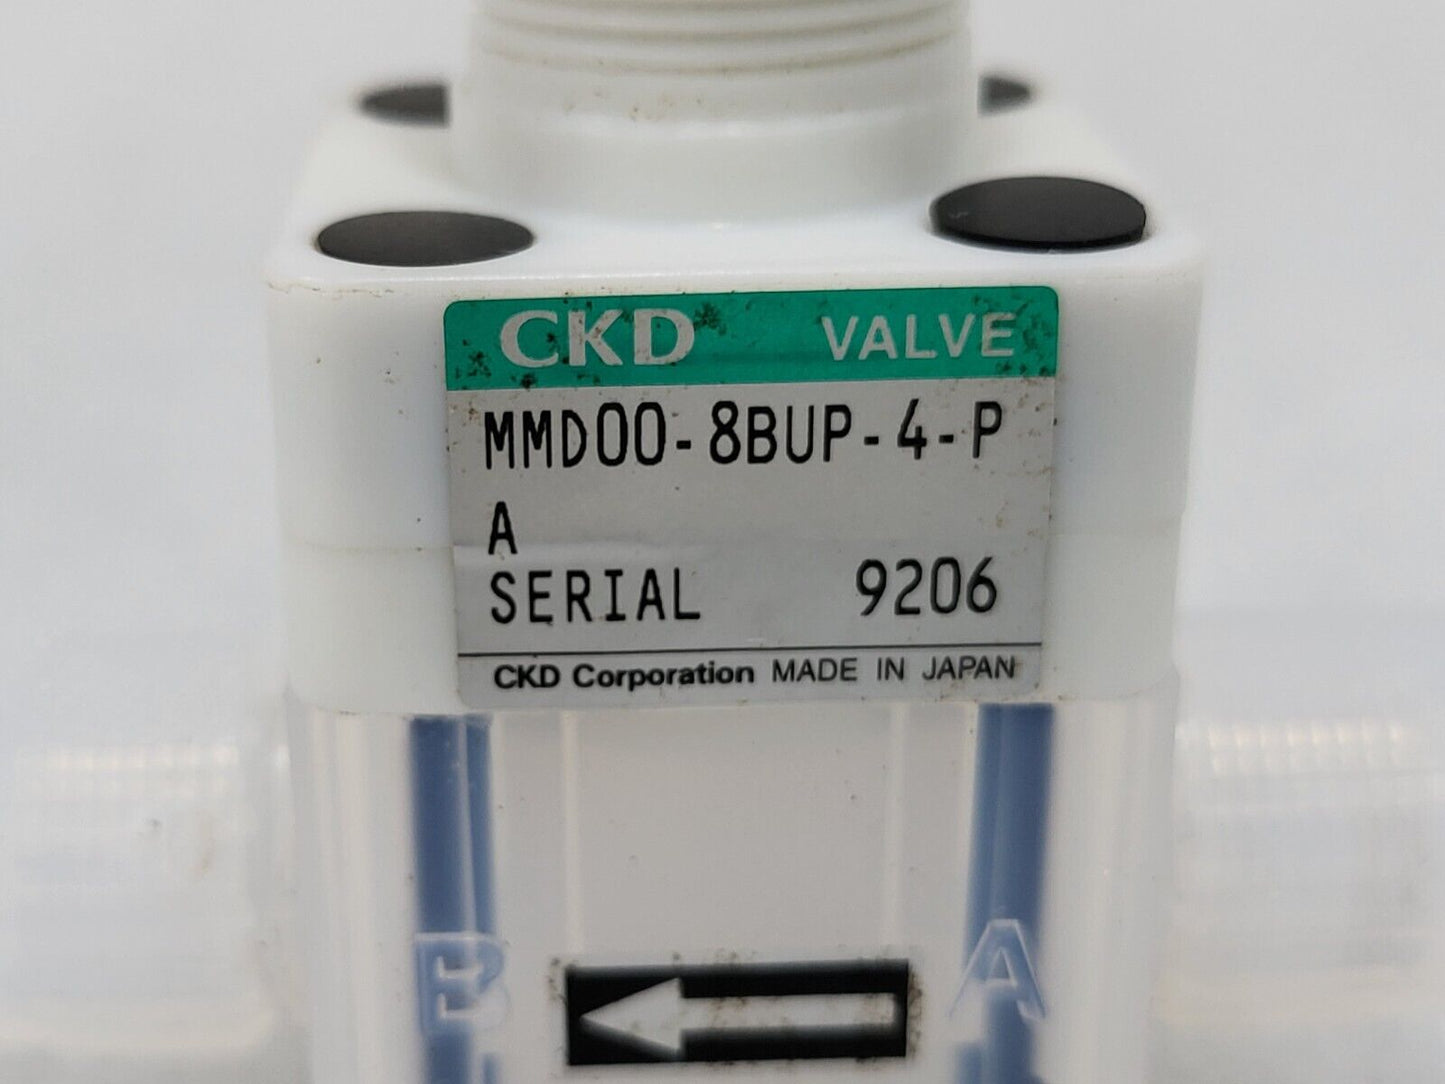 CKD VALVE
MMD00-8BUP-4-P
A
SERIAL 9206
CKD Corporation MADE IN JAPAN
B A